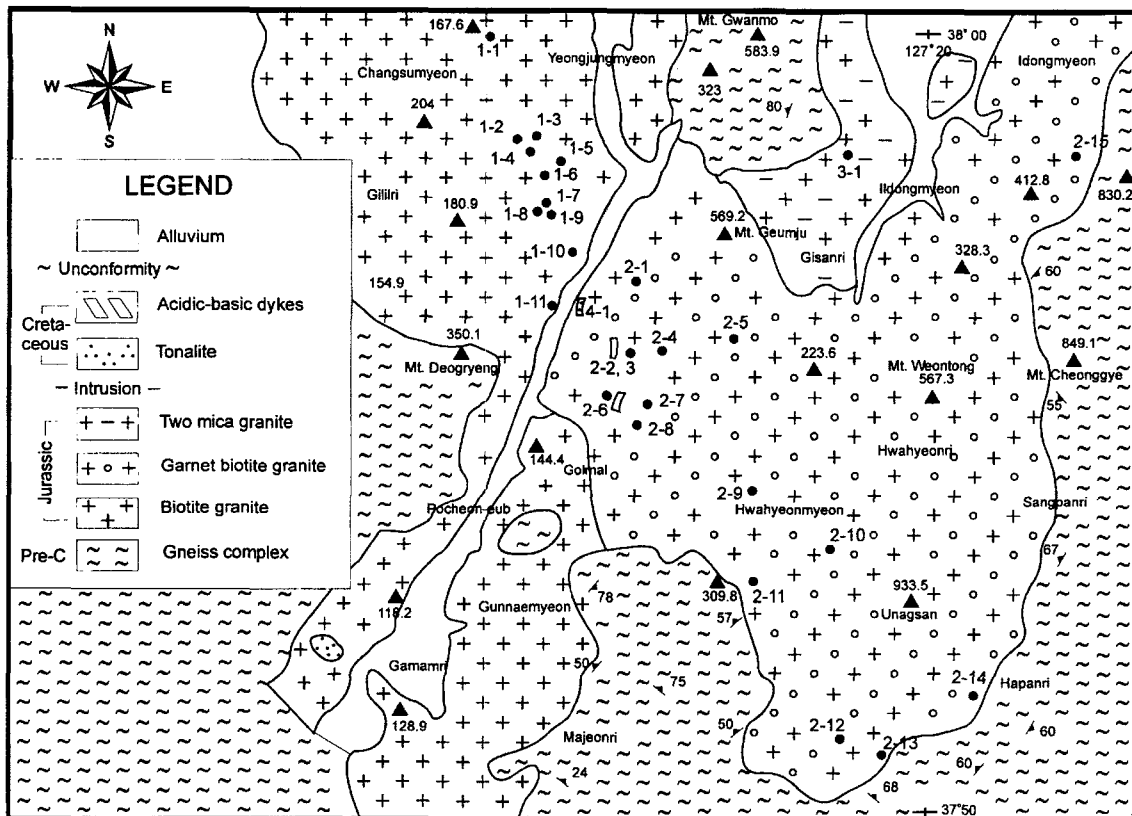 N
W E
S
LEGEND
Alluvium
~ Unconformity ~
Acidic-basic dykes
Creta-
ceous
Tonalite
– Intrusion –
Two mica granite
Jurassic
Garnet biotite granite
Biotite granite
Pre-C
Gneiss complex
167.6
1-1
Changsumyeon
204
1-2
1-3
1-4
1-5
1-6
1-7
1-8
1-9
Gililri
180.9
1-10
154.9
1-11
350.1
Mt. Deogryeng
Yeongjungmyeon
Mt. Gwanmo
583.9
323
80
38° 00
127° 20
Idongmyeon
2-15
3-1
Ildongmyeon
412.8
830.2
569.2
Mt. Geumju
Gisanri
328.3
60
2-1
4-1
2-4
2-5
2-2, 3
223.6
Mt. Weontong
567.3
849.1
Mt. Cheonggye
55
2-6
2-7
2-8
144.4
Golmal
Hwahyeonri
2-9
Hwahyeonmyeon
Sangpanri
Pocheon-eub
2-10
67
118.2
Gunnaemyeon
78
309.8
2-11
57
933.5
Unagsan
Gamamri
50
75
2-14
Hapanri
128.9
Majeonri
50
2-12
2-13
60
24
60
68
37°50